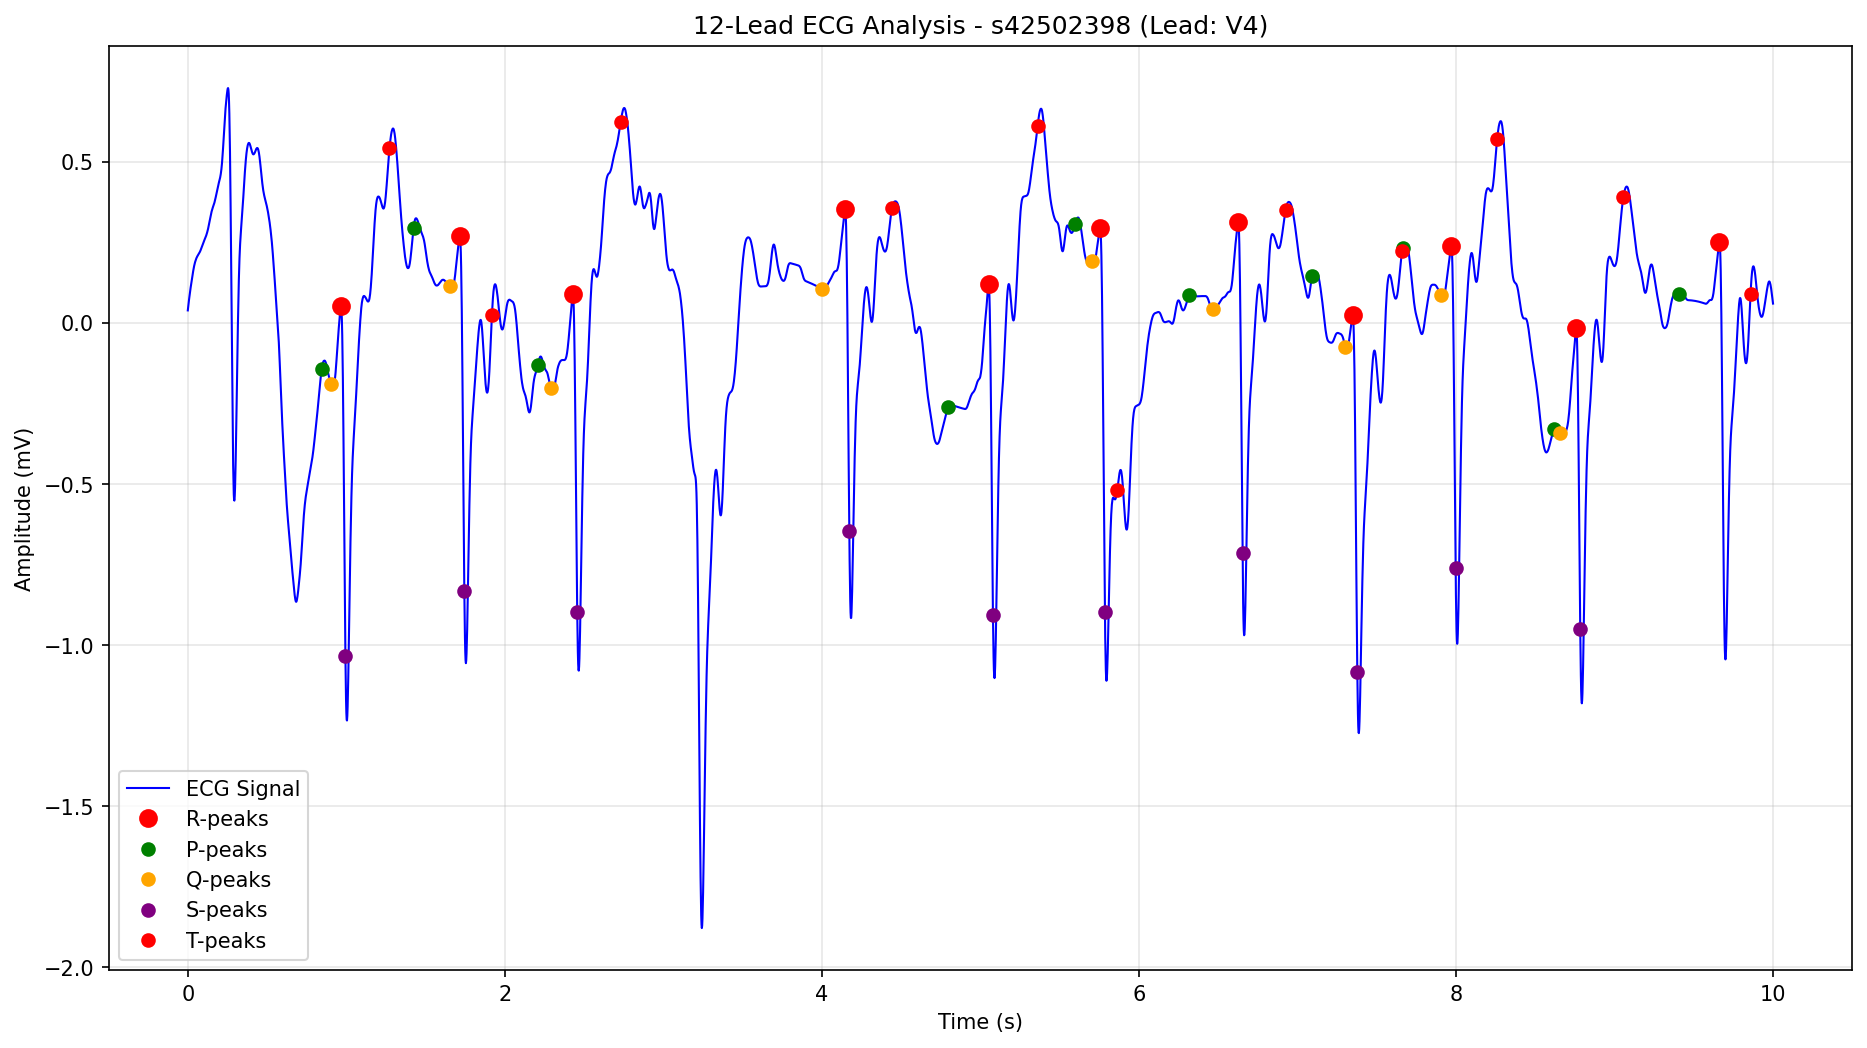 12-Lead ECG Analysis - s42502398 (Lead: V4)
Amplitude (mV)
0.5
0.0
−0.5
−1.0
−1.5
−2.0
ECG Signal
R-peaks
P-peaks
Q-peaks
S-peaks
T-peaks
0 2 4 6 8 10
Time (s)